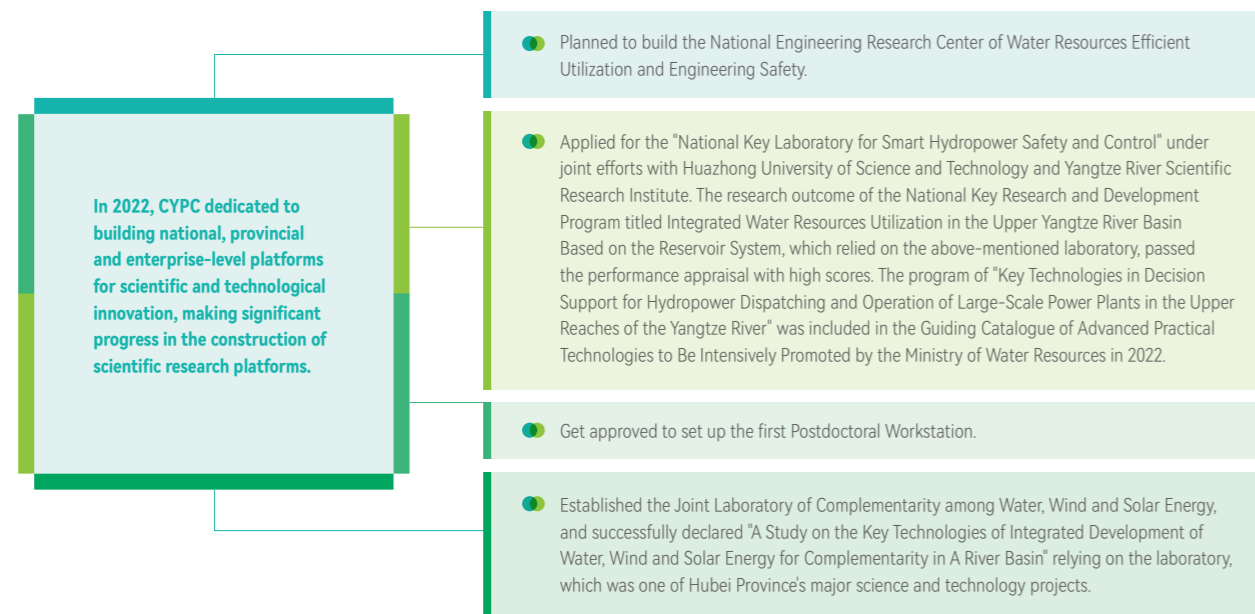 In 2022, CYPC dedicated to
building national, provincial
and enterprise-level platforms
for scientific and technological
innovation, making significant
progress in the construction of
scientific research platforms.
Planned to build the National Engineering Research Center of Water Resources Efficient
Utilization and Engineering Safety.
Applied for the "National Key Laboratory for Smart Hydropower Safety and Control" under
joint efforts with Huazhong University of Science and Technology and Yangtze River Scientific
Research Institute. The research outcome of the National Key Research and Development
Program titled Integrated Water Resources Utilization in the Upper Yangtze River Basin
Based on the Reservoir System, which relied on the above-mentioned laboratory, passed
the performance appraisal with high scores. The program of "Key Technologies in Decision
Support for Hydropower Dispatching and Operation of Large-Scale Power Plants in the Upper
Reaches of the Yangtze River" was included in the Guiding Catalogue of Advanced Practical
Technologies to Be Intensively Promoted by the Ministry of Water Resources in 2022.
Get approved to set up the first Postdoctoral Workstation.
Established the Joint Laboratory of Complementarity among Water, Wind and Solar Energy,
and successfully declared "A Study on the Key Technologies of Integrated Development of
Water, Wind and Solar Energy for Complementarity in A River Basin" relying on the laboratory,
which was one of Hubei Province's major science and technology projects.